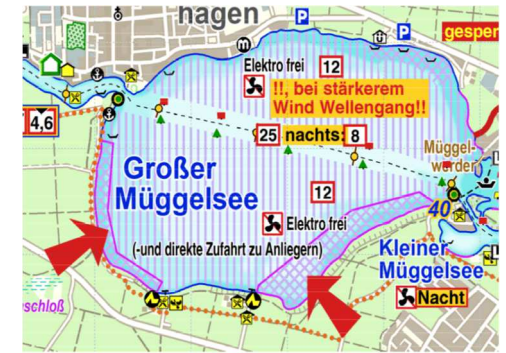 hagen
gesper
Elektro frei
12
!!, bei stärkerem
Wind Wellengang!!
4,6
25 nachts: 8
Müggel-
werder
Großer
Müggelsee
12
40
Elektro frei
(-und direkte Zufahrt zu Anliegern)
Kleiner
Müggelsee
Nacht
schloß